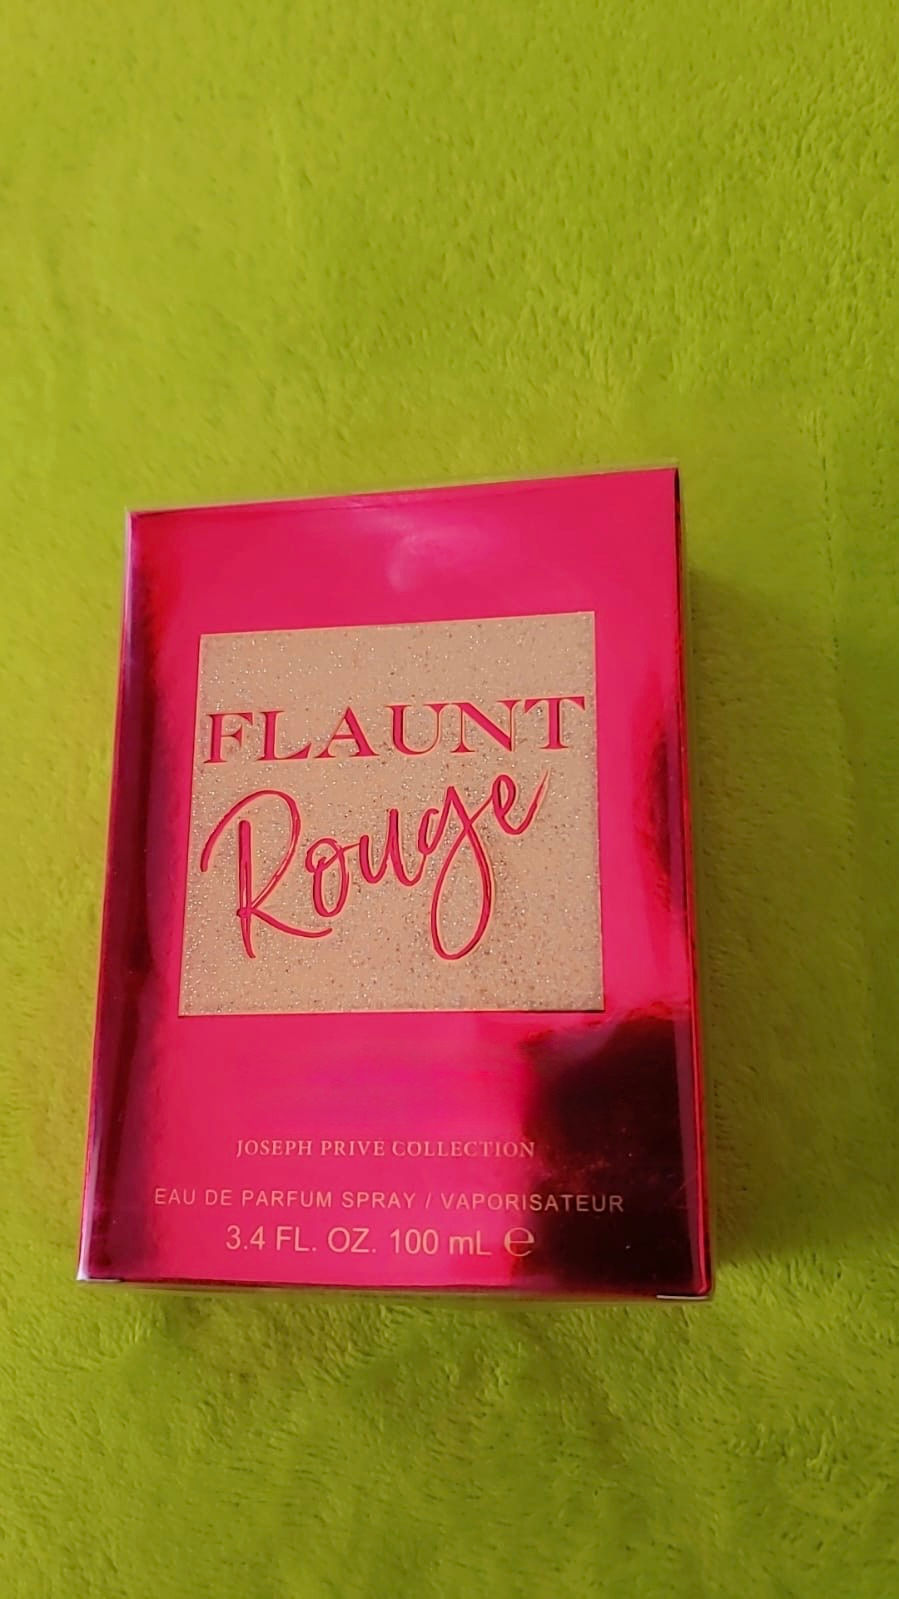 FLAUNT
Rouge
JOSEPH PRIVE COLLECTION
EAU DE PARFUM SPRAY / VAPORISATEUR
3.4 FL. OZ. 100 mL ℮